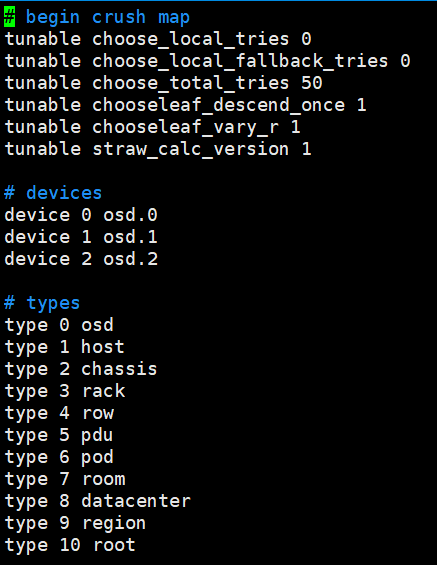 # begin crush map
tunable choose_local_tries 0
tunable choose_local_fallback_tries 0
tunable choose_total_tries 50
tunable chooseleaf_descend_once 1
tunable chooseleaf_vary_r 1
tunable straw_calc_version 1

# devices
device 0 osd.0
device 1 osd.1
device 2 osd.2

# types
type 0 osd
type 1 host
type 2 chassis
type 3 rack
type 4 row
type 5 pdu
type 6 pod
type 7 room
type 8 datacenter
type 9 region
type 10 root